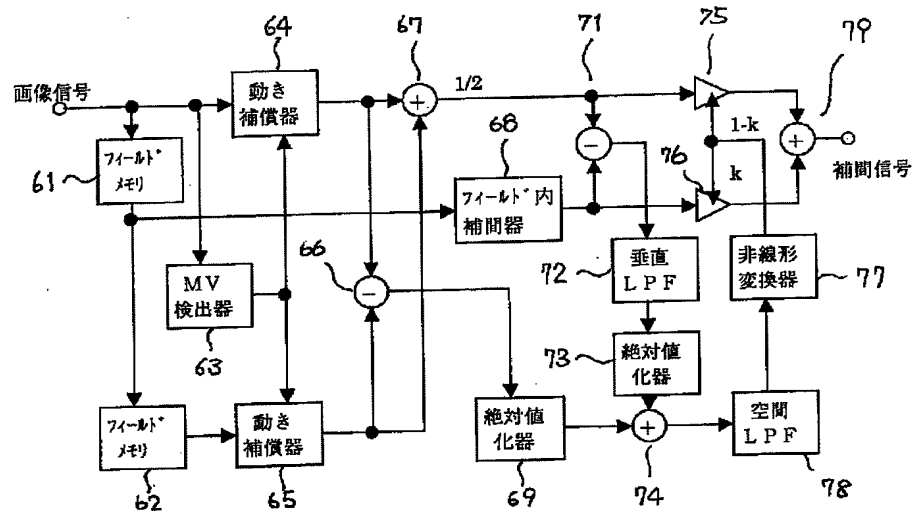 64
67
71
75
79
画像信号
動き
補償器
+
1/2
68
1-k
+
フィールド
メモリ
61
フィールド内
補間器
-
76
k
補間信号
66
MV
検出器
63
-
72
垂直
LPF
非線形
変換器
77
73
絶対値
化器
フィールド
メモリ
62
動き
補償器
65
絶対値
化器
69
+
74
空間
LPF
78